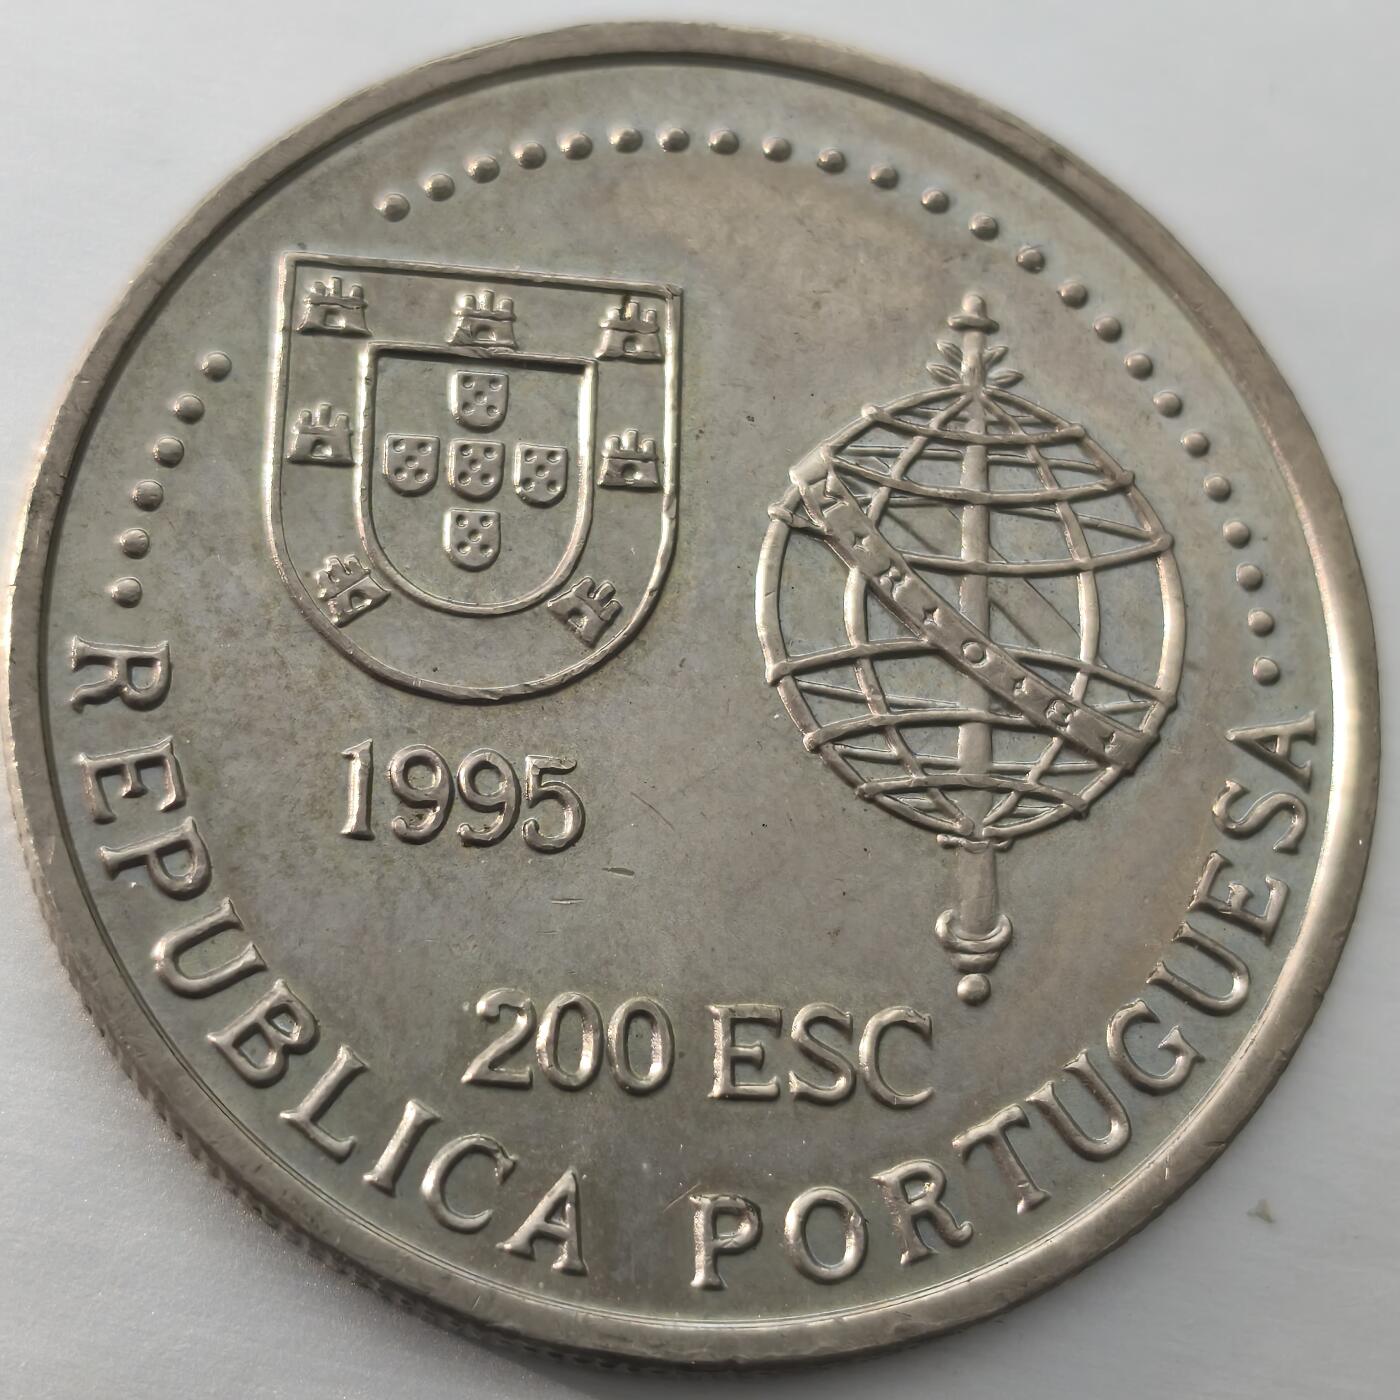 1995
200 ESC
REPUBLICA PORTUGUESA